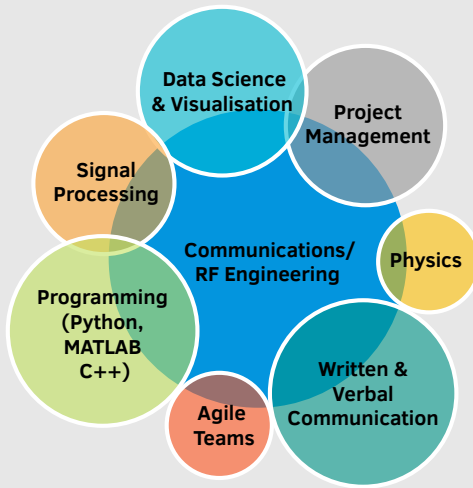 Data Science
& Visualisation
Project
Management
Signal
Processing
Communications/
RF Engineering
Physics
Programming
(Python,
MATLAB
C++)
Written &
Verbal
Communication
Agile
Teams